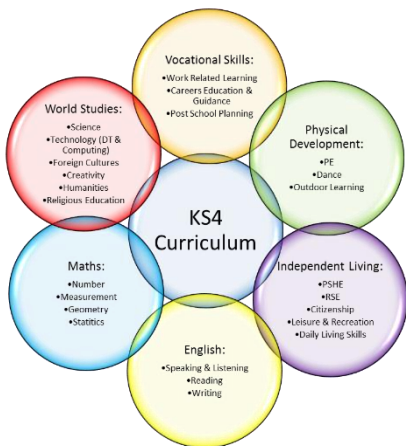 Vocational Skills:
•Work Related Learning
•Careers Education &
Guidance
•Post School Planning
World Studies:
•Science
•Technology (DT &
Computing)
•Foreign Cultures
•Creativity
•Humanities
•Religious Education
Physical
Development:
•PE
•Dance
•Outdoor Learning
KS4
Curriculum
Maths:
•Number
•Measurement
•Geometry
•Statitics
Independent Living:
•PSHE
•RSE
•Citizenship
•Leisure & Recreation
•Daily Living Skills
English:
•Speaking & Listening
•Reading
•Writing